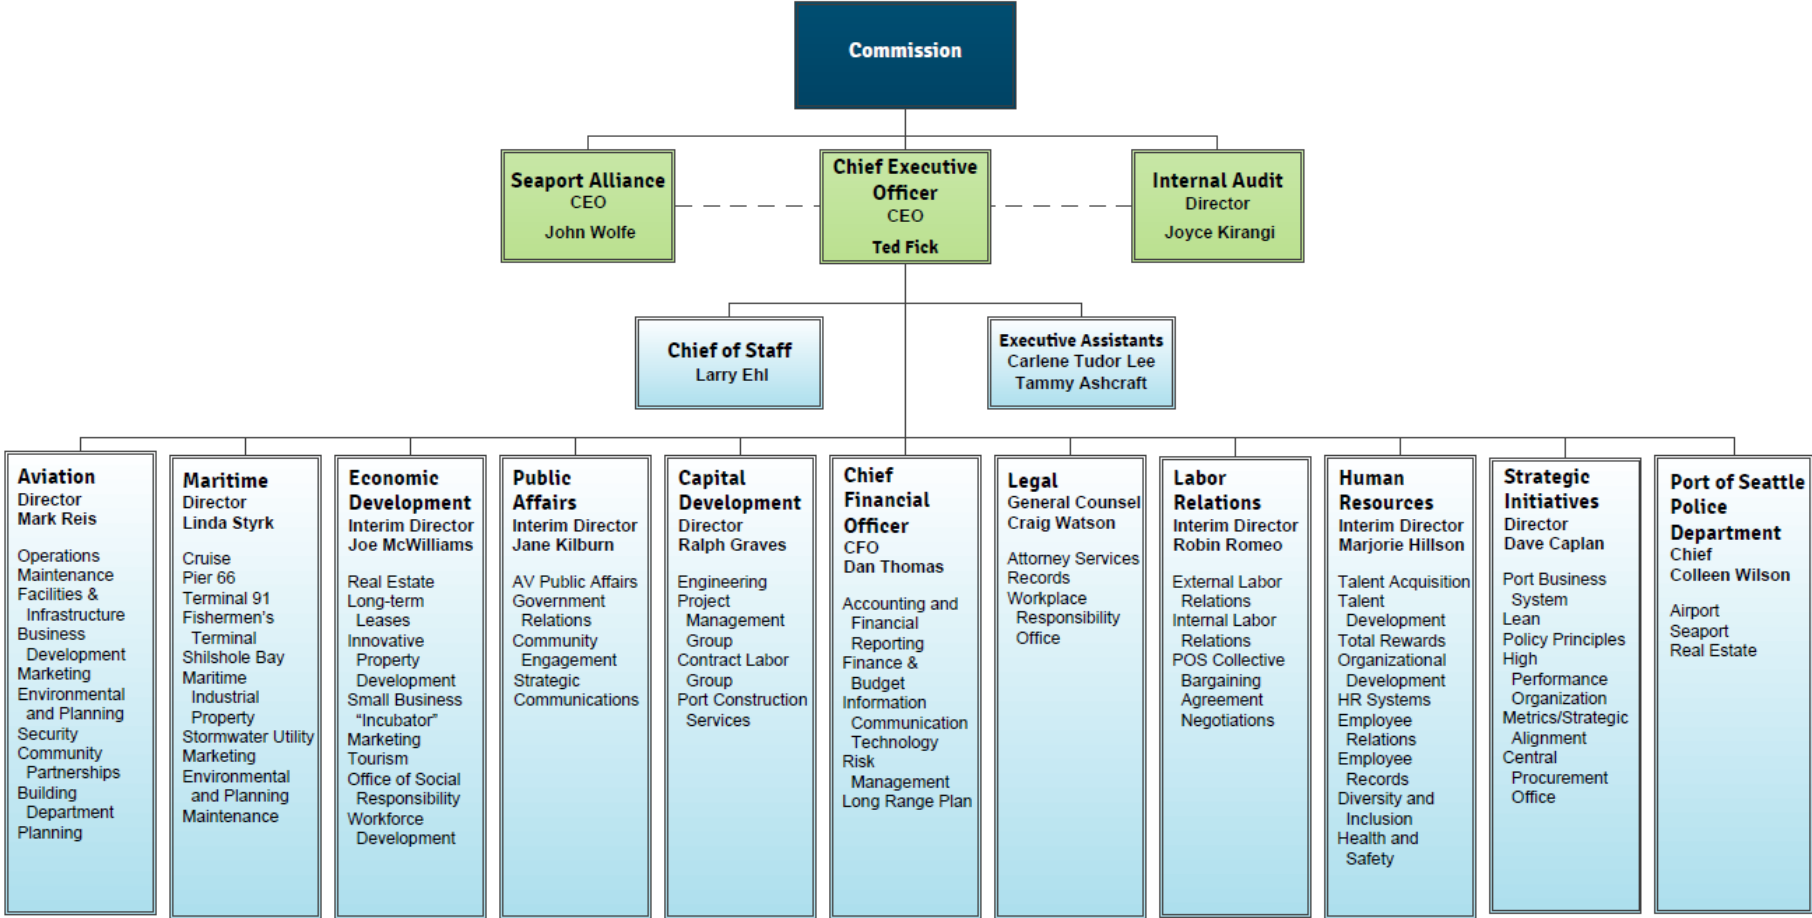 Commission
Seaport Alliance
CEO
John Wolfe
Chief Executive
Officer
CEO
Ted Fick
Internal Audit
Director
Joyce Kirangi
Chief of Staff
Larry Ehl
Executive Assistants
Carlene Tudor Lee
Tammy Ashcraft
Aviation
Director
Mark Reis
Operations
Maintenance
Facilities &
Infrastructure
Business
Development
Marketing
Environmental
and Planning
Security
Community
Partnerships
Building
Department
Planning
Maritime
Director
Linda Styrk
Cruise
Pier 66
Terminal 91
Fishermen's
Terminal
Shilshole Bay
Maritime
Industrial
Property
Stormwater Utility
Marketing
Environmental
and Planning
Maintenance
Economic
Development
Interim Director
Joe McWilliams
Real Estate
Long-term
Leases
Innovative
Property
Development
Small Business
“Incubator”
Marketing
Tourism
Office of Social
Responsibility
Workforce
Development
Public
Affairs
Interim Director
Jane Kilburn
AV Public Affairs
Government
Relations
Community
Engagement
Strategic
Communications
Capital
Development
Director
Ralph Graves
Engineering
Project
Management
Group
Contract Labor
Group
Port Construction
Services
Chief
Financial
Officer
CFO
Dan Thomas
Accounting and
Financial
Reporting
Finance &
Budget
Information
Communication
Technology
Risk
Management
Long Range Plan
Legal
General Counsel
Craig Watson
Attorney Services
Records
Workplace
Responsibility
Office
Labor
Relations
Interim Director
Robin Romeo
External Labor
Relations
Internal Labor
Relations
POS Collective
Bargaining
Agreement
Negotiations
Human
Resources
Interim Director
Marjorie Hillson
Talent Acquisition
Talent
Development
Total Rewards
Organizational
Development
HR Systems
Employee
Relations
Employee
Records
Diversity and
Inclusion
Health and
Safety
Strategic
Initiatives
Director
Dave Caplan
Port Business
System
Lean
Policy Principles
High
Performance
Organization
Metrics/Strategic
Alignment
Central
Procurement
Office
Port of Seattle
Police
Department
Chief
Colleen Wilson
Airport
Seaport
Real Estate